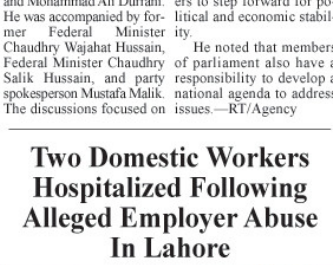 and Mohammad Ali Durrani.
He was accompanied by for-
mer Federal Minister
Chaudhry Wajahat Hussain,
Federal Minister Chaudhry
Salik Hussain, and party
spokesperson Mustafa Malik.
The discussions focused on
ers to step forward for po-
litical and economic stabil-
ity.
He noted that members
of parliament also have a
responsibility to develop a
national agenda to address
issues.—RT/Agency
Two Domestic Workers
Hospitalized Following
Alleged Employer Abuse
In Lahore